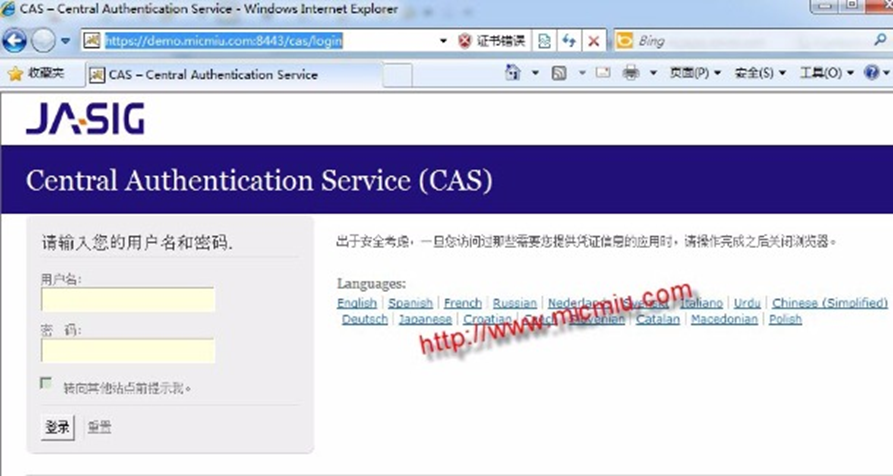 CAS – Central Authentication Service - Windows Internet Explorer
https://demo.micmiu.com:8443/cas/login 证书错误 Bing
收藏夹 CAS – Central Authentication Service 页面(P) 安全(S) 工具(O)
JA-SIG
Central Authentication Service (CAS)
请输入您的用户名和密码.
用户名:
密 码:
转向其他站点前提示我。
登录 重置
出于安全考虑，一旦您访问过那些需要您提供凭证信息的应用时，请操作完成之后关闭浏览器。
Languages:
English | Spanish | French | Russian | Nederlands | Svenskt | Italiano | Urdu | Chinese (Simplified)
Deutsch | Japanese | Croatian | Czech | Slovenian | Catalan | Macedonian | Polish
http://www.micmiu.com